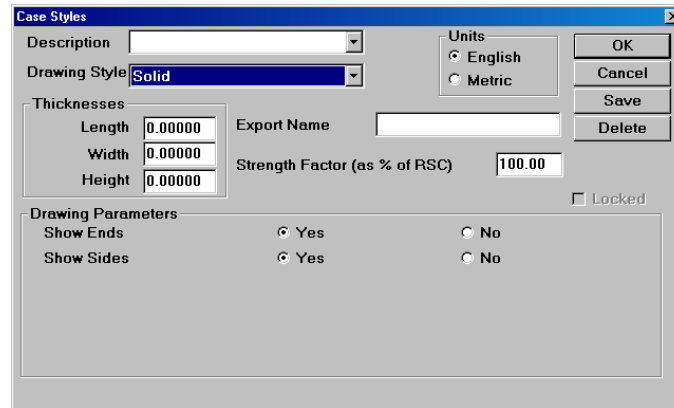 Case Styles
Description
Units
English
Metric
OK
Cancel
Save
Delete
Drawing Style Solid
Thicknesses
Length 0.00000
Width 0.00000
Height 0.00000
Export Name
Strength Factor (as % of RSC) 100.00
Locked
Drawing Parameters
Show Ends Yes No
Show Sides Yes No